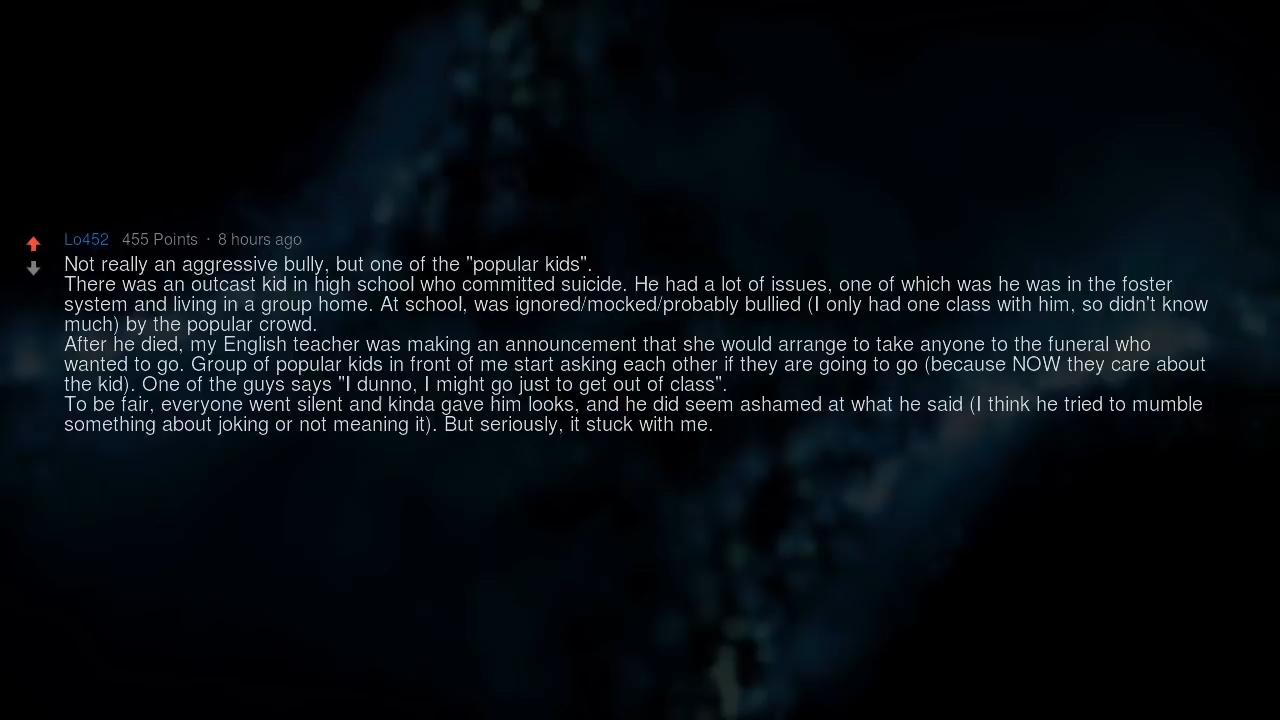 Lo452 455 Points · 8 hours ago
Not really an aggressive bully, but one of the "popular kids".
There was an outcast kid in high school who committed suicide. He had a lot of issues, one of which was he was in the foster
system and living in a group home. At school, was ignored/mocked/probably bullied (I only had one class with him, so didn't know
much) by the popular crowd.
After he died, my English teacher was making an announcement that she would arrange to take anyone to the funeral who
wanted to go. Group of popular kids in front of me start asking each other if they are going to go (because NOW they care about
the kid). One of the guys says "I dunno, I might go just to get out of class".
To be fair, everyone went silent and kinda gave him looks, and he did seem ashamed at what he said (I think he tried to mumble
something about joking or not meaning it). But seriously, it stuck with me.